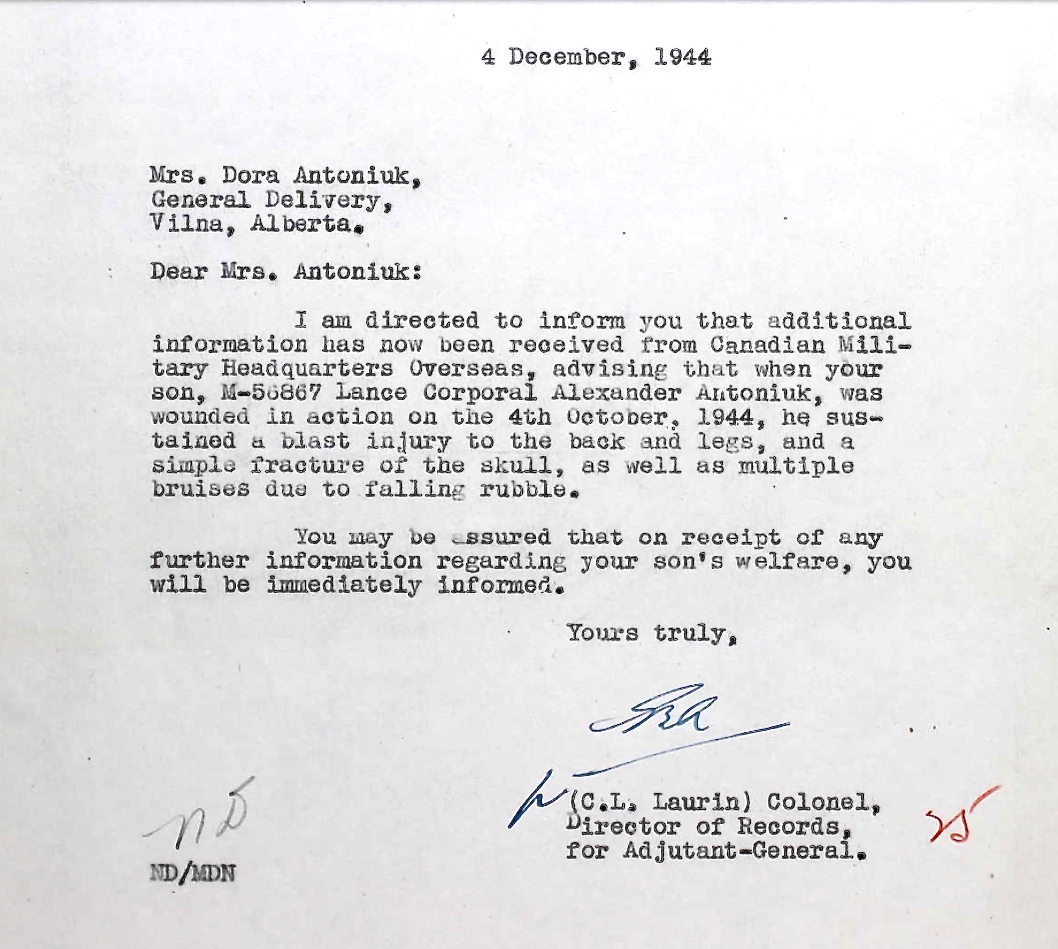 4 December, 1944
Mrs. Dora Antoniuk,
General Delivery,
Vilna, Alberta.
Dear Mrs. Antoniuk:
I am directed to inform you that additional
information has now been received from Canadian Mili-
tary Headquarters Overseas, advising that when your
son, Lance Corporal Alexander Antoniuk, was
wounded in action on the 4th October, 1944, he sus-
tained a blast injury to the back and legs, and a
simple fracture of the skull, as well as multiple
bruises due to falling rubble.
You may be assured that on receipt of any
further information regarding your son's welfare, you
will be immediately informed.
Yours truly,
(C.L. Laurin) Colonel,
Director of Records,
for Adjutant-General.
25
ND
ND/MDN